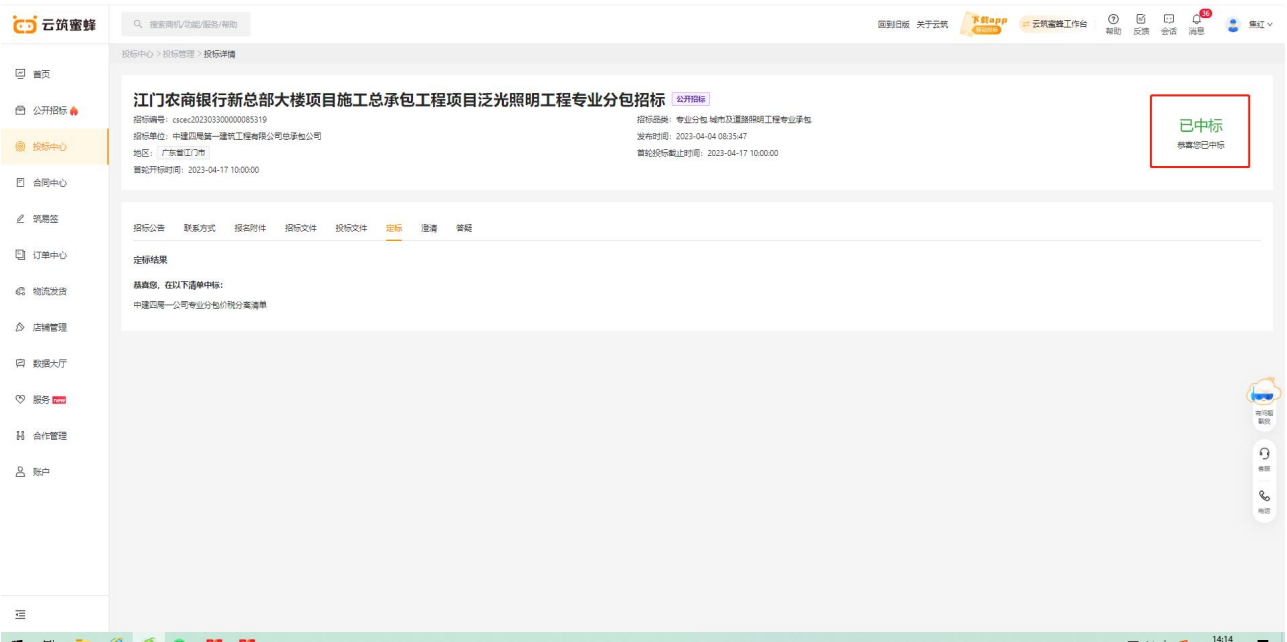 云筑蜜蜂
搜索商机/功能/服务/帮助
回到旧版 关于云筑
下载app
云筑蜜蜂工作台
帮助
反馈
会话
36
消息
焦红
首页
公开招标
投标中心
合同中心
筑易签
订单中心
物流发货
店铺管理
数据大厅
服务 new
合作管理
账户
投标中心 > 投标管理 > 投标详情
江门农商银行新总部大楼项目施工总承包工程项目泛光照明工程专业分包招标 公开招标
招标编号：cscec202303300000085319
招标品类：专业分包 城市及道路照明工程专业承包
招标单位：中建四局第一建筑工程有限公司总承包公司
发布时间：2023-04-04 08:35:47
地区：广东省江门市
首轮投标截止时间：2023-04-17 10:00:00
首轮开标时间：2023-04-17 10:00:00
已中标
恭喜您已中标
招标公告 联系方式 报名附件 招标文件 投标文件 定标 澄清 答疑
定标结果
恭喜您，在以下清单中标：
中建四局一公司专业分包价税分离清单
有问题
客服
电话
14:14